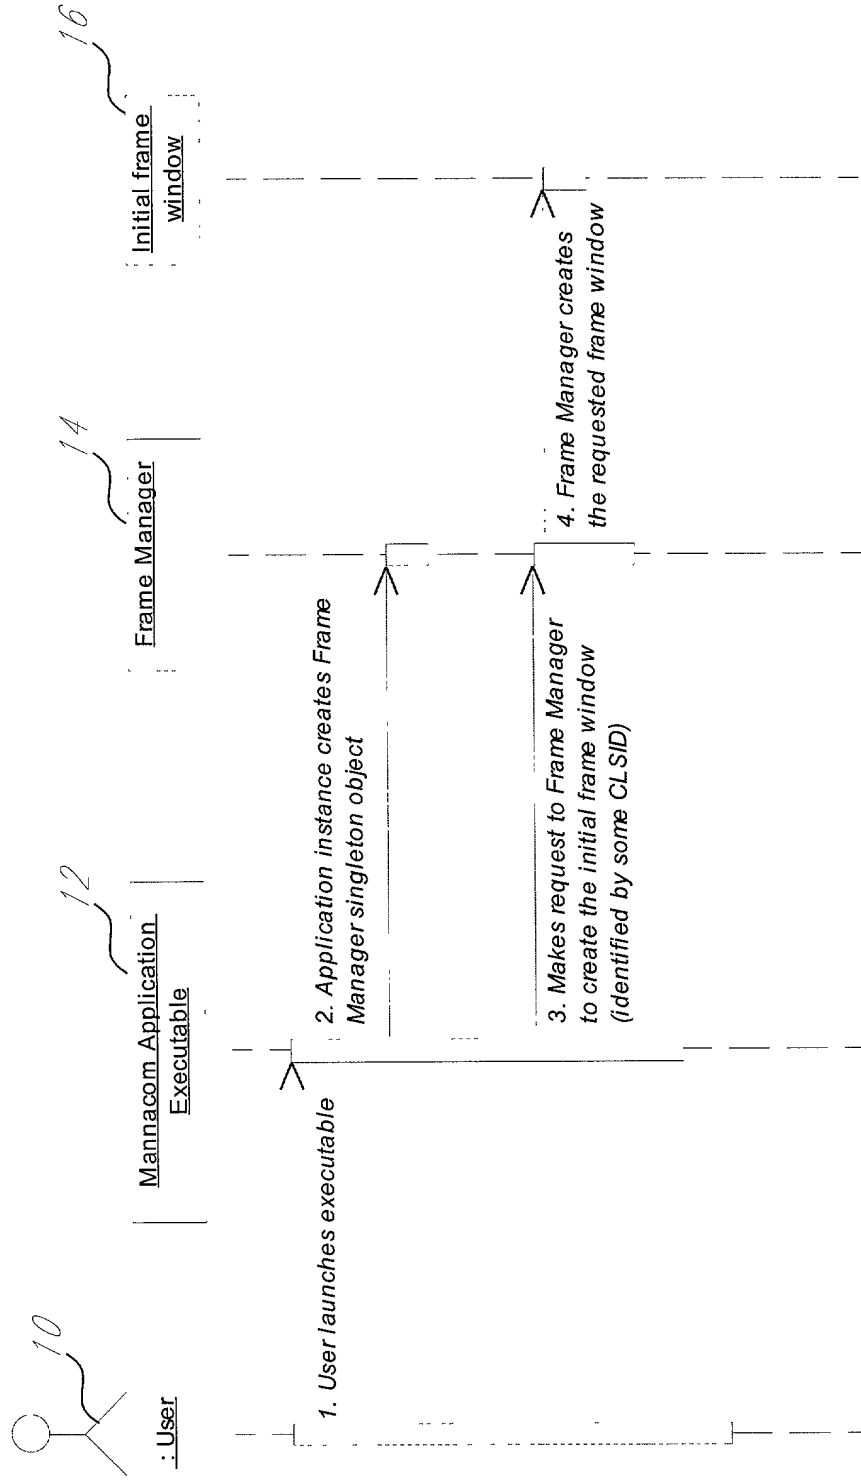 10
: User
12
Mannacom Application
Executable
14
Frame Manager
16
Initial frame
window
1. User launches executable
2. Application instance creates Frame
Manager singleton object
3. Makes request to Frame Manager
to create the initial frame window
(identified by some CLSID)
4. Frame Manager creates
the requested frame window